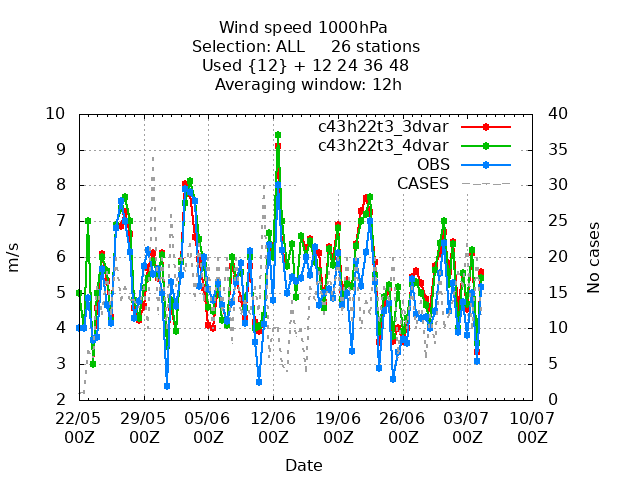 Wind speed 1000hPa
Selection: ALL 26 stations
Used {12} + 12 24 36 48
Averaging window: 12h
c43h22t3_3dvar
c43h22t3_4dvar
OBS
CASES
10
9
8
7
6
5
4
3
2
m/s
40
35
30
25
20
15
10
5
0
No cases
22/05 29/05 05/06 12/06 19/06 26/06 03/07 10/07
00Z 00Z 00Z 00Z 00Z 00Z 00Z 00Z
Date